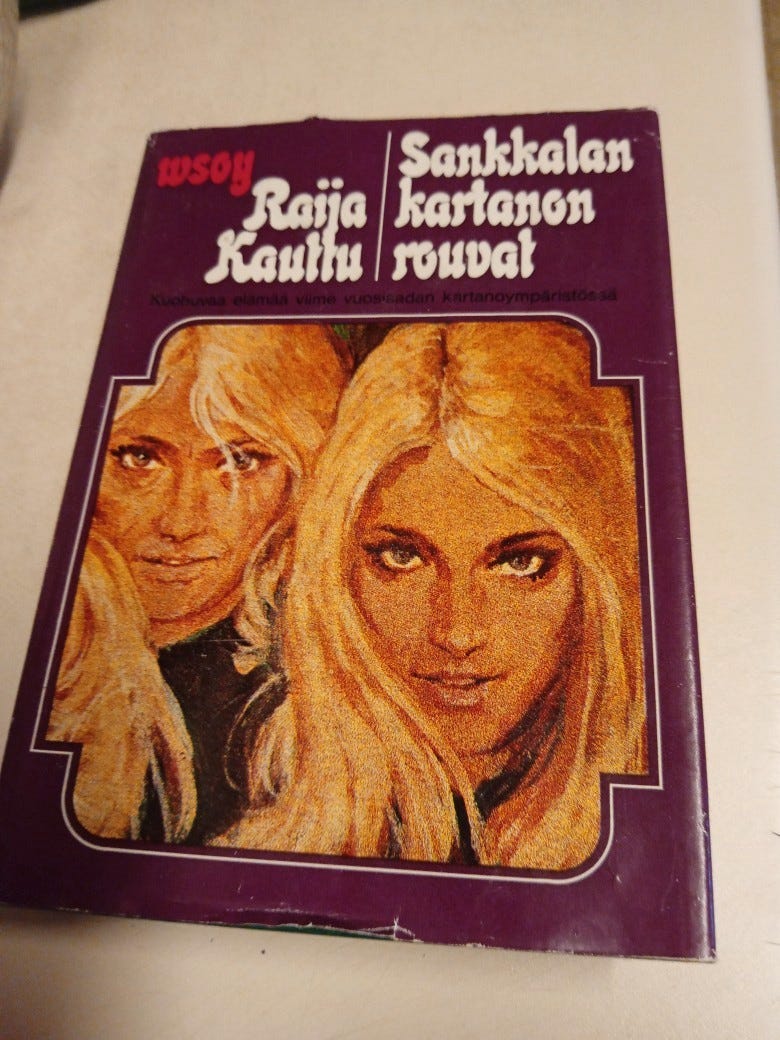 wsoy
Raija
Kauttu
Sankkalan
kartanon
rouvat
Kuohuvaa elämää viime vuosisadan kartanoympäristössä